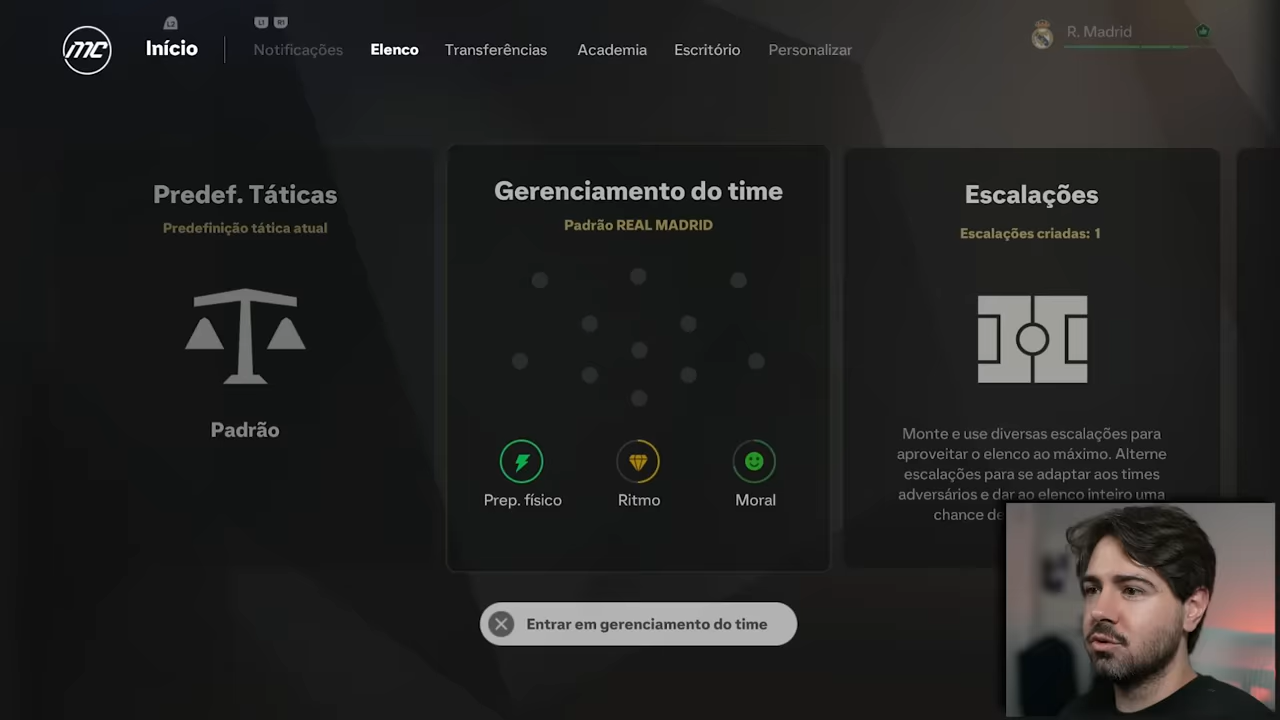 L2
L1 R1
MC
Início
Notificações
Elenco
Transferências
Academia
Escritório
Personalizar
R. Madrid
Predef. Táticas
Predefinição tática atual
Padrão
Gerenciamento do time
Padrão REAL MADRID
Prep. físico
Ritmo
Moral
Escalações
Escalações criadas: 1
Monte e use diversas escalações para
aproveitar o elenco ao máximo. Alterne
escalações para se adaptar aos times
adversários e dar ao elenco inteiro uma
chance de
Entrar em gerenciamento do time